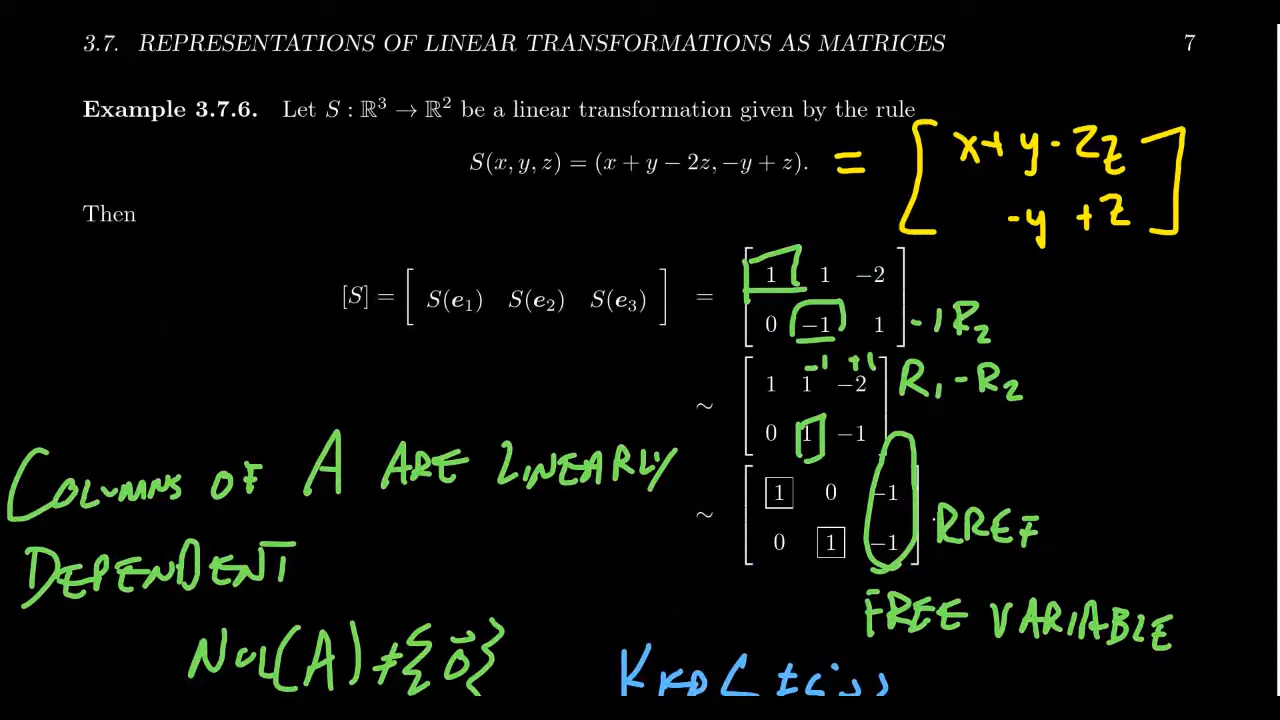 3.7. REPRESENTATIONS OF LINEAR TRANSFORMATIONS AS MATRICES 7
Example 3.7.6. Let S : ℝ³ → ℝ² be a linear transformation given by the rule
S(x, y, z) = (x + y − 2z, −y + z). = [ x + y - 2z
-y + z ]
Then
[S] = [ S(e₁) S(e₂) S(e₃) ] = [ 1 1 −2
0 −1 1 ] -1R₂
-1 +1
∼ [ 1 1 −2 R₁ - R₂
0 1 −1 ]
COLUMNS OF A ARE LINEARLY
∼ [ 1 0 −1
0 1 −1 ] RREF
DEPENDENT
FREE VARIABLE
NUL(A) ≠ {0⃗}